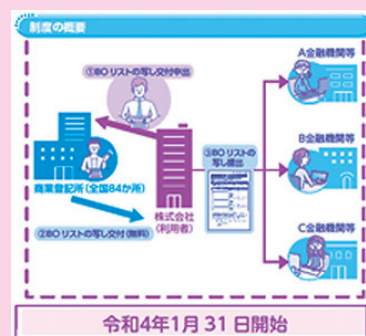 制度の概要
①BOリストの写し交付申出
A金融機関等
B金融機関等
③BOリストの
写し提出
商業登記所(全国84か所)
株式会社
(利用者)
②BOリストの写し交付(無料)
C金融機関等
令和4年1月31日開始